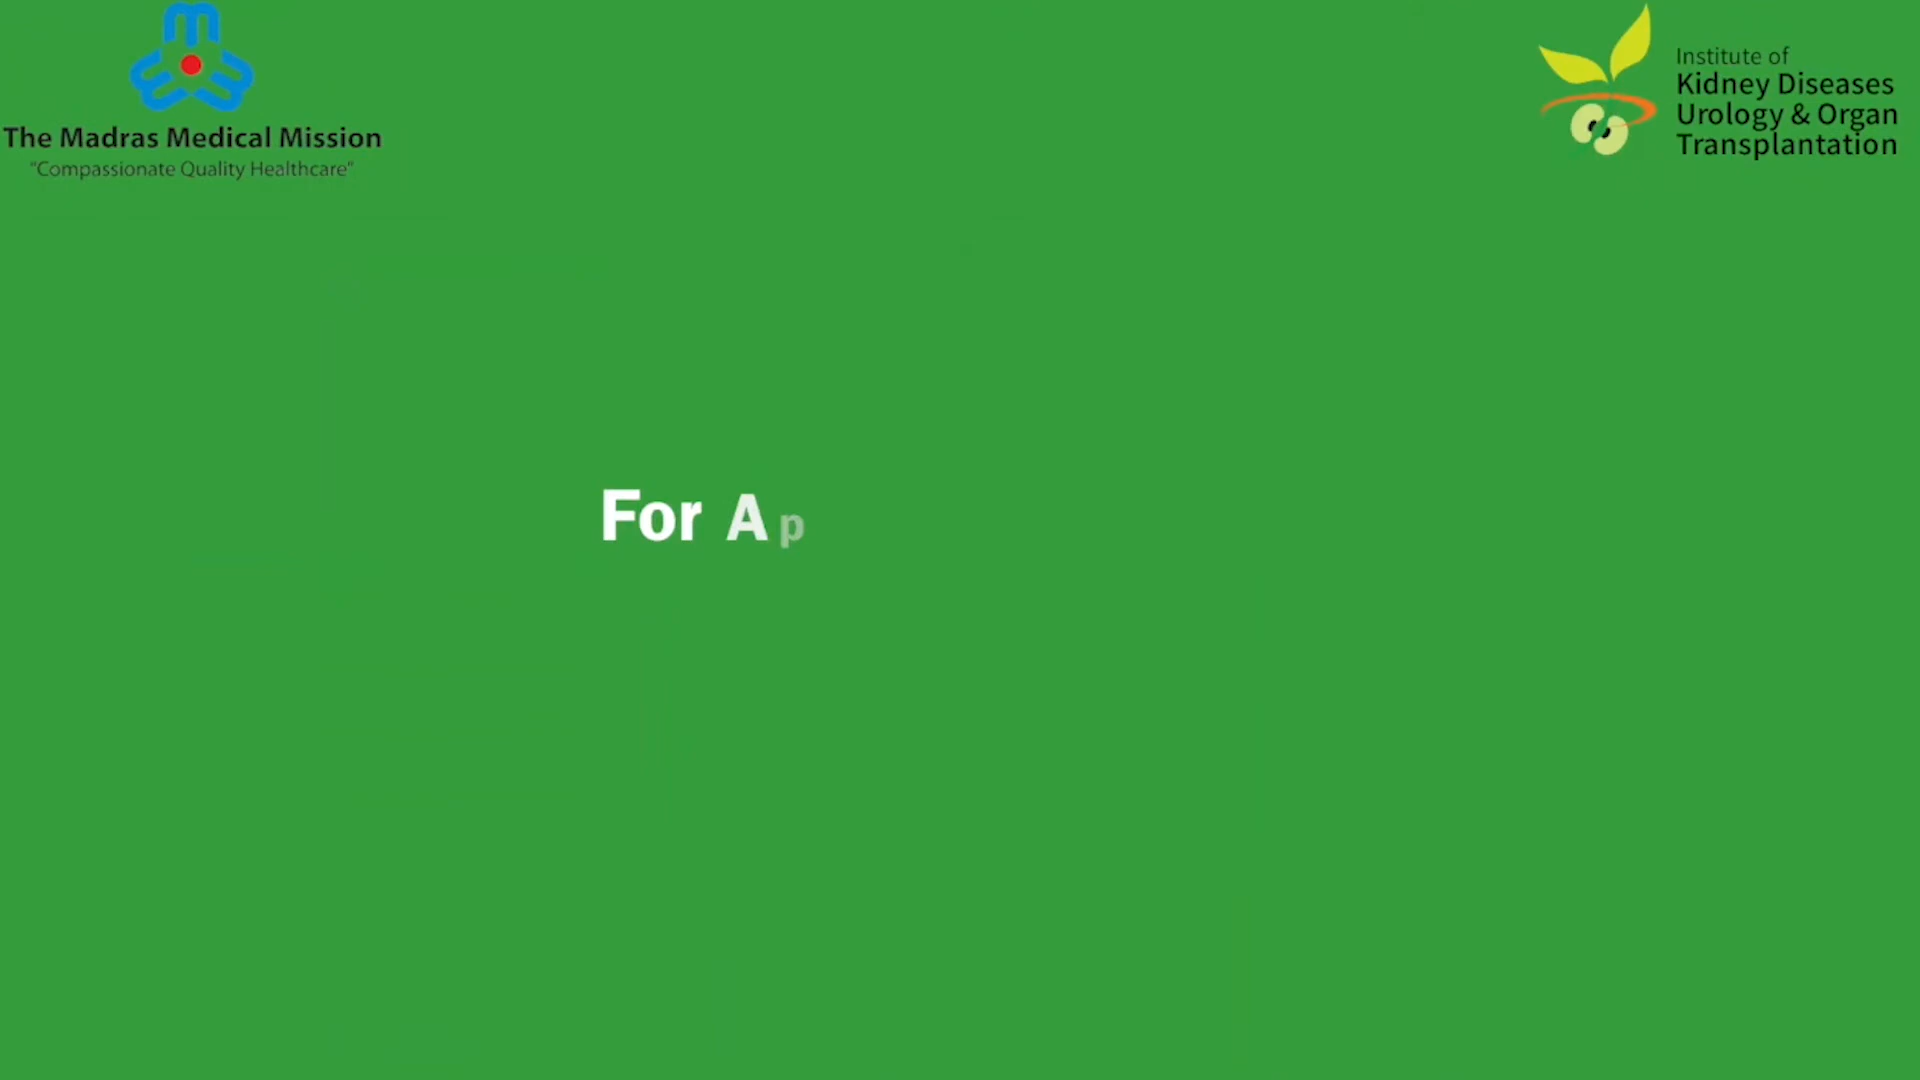 The Madras Medical Mission
"Compassionate Quality Healthcare"
Institute of
Kidney Diseases
Urology & Organ
Transplantation
For Ap